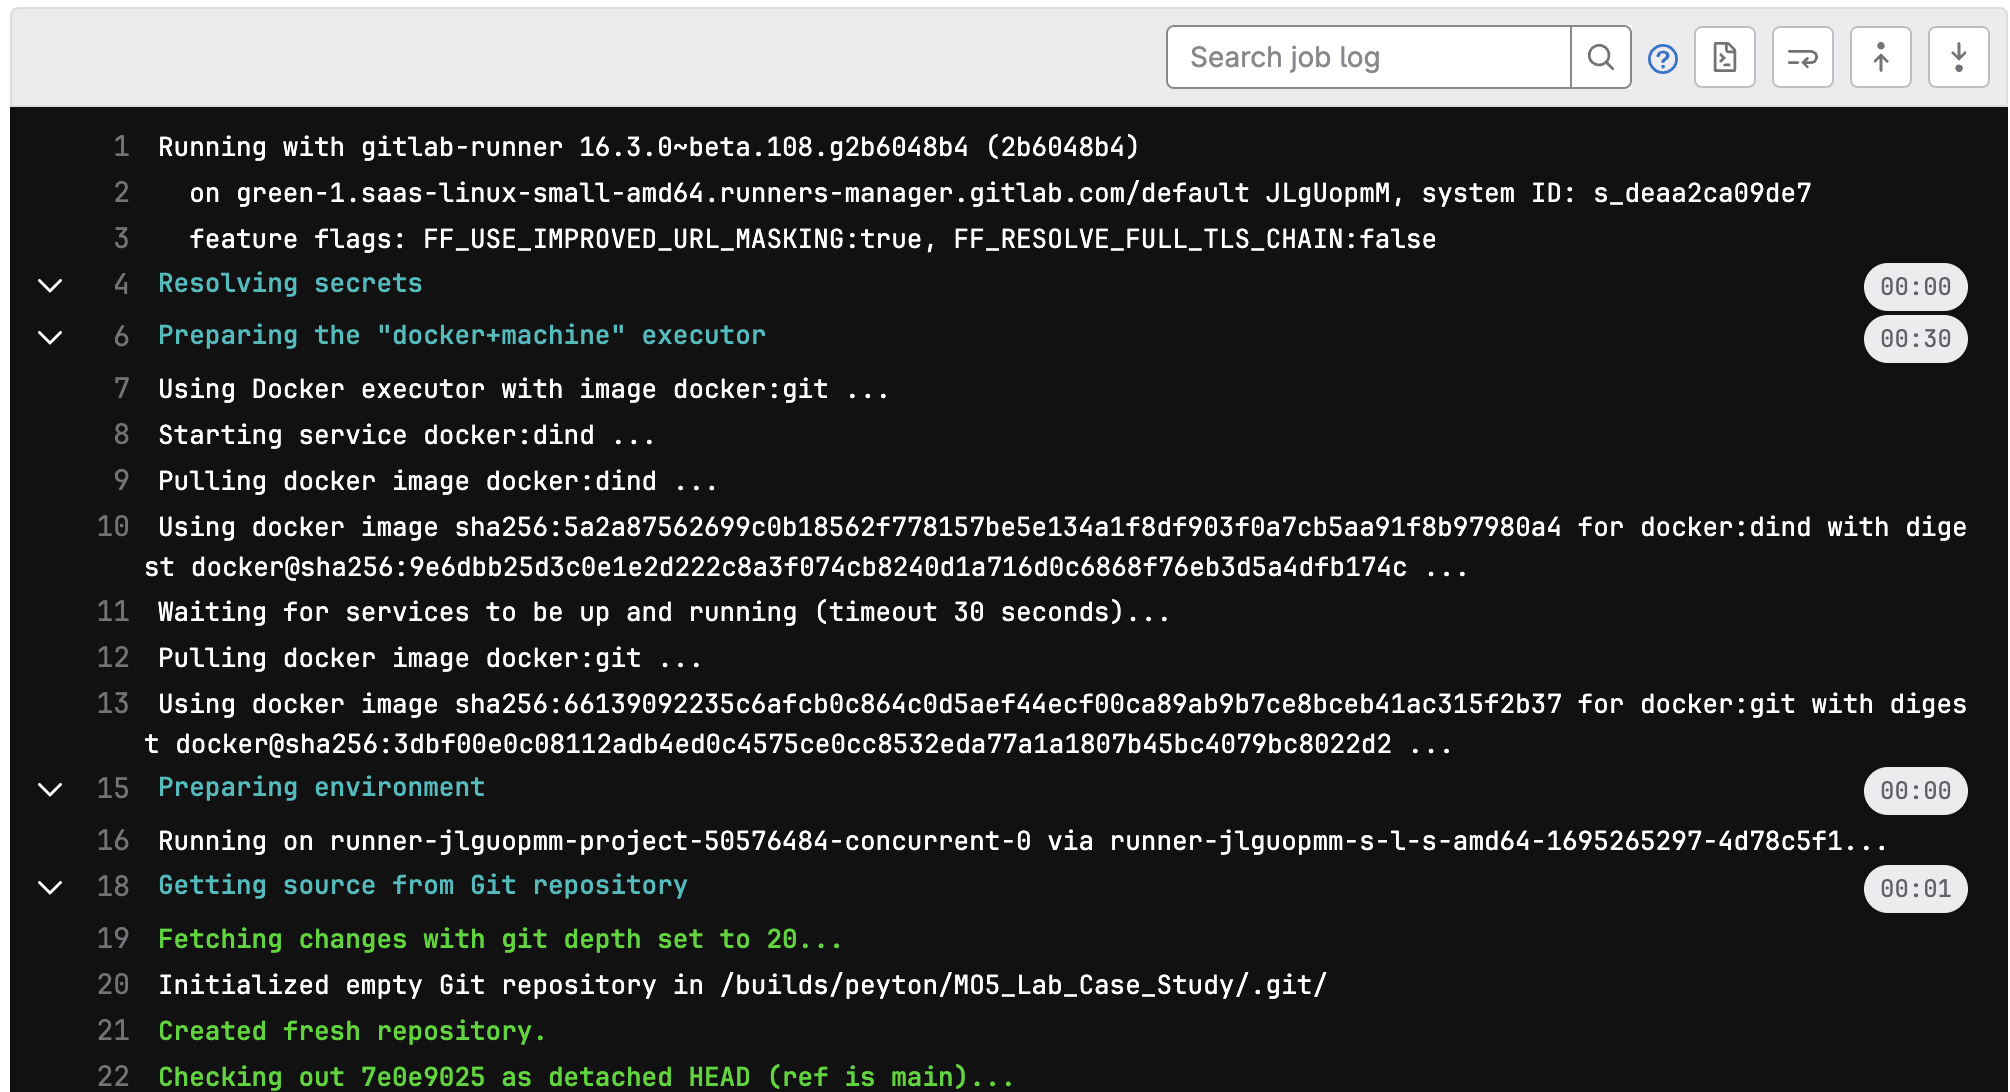 Search job log
1 Running with gitlab-runner 16.3.0~beta.108.g2b6048b4 (2b6048b4)
2 on green-1.saas-linux-small-amd64.runners-manager.gitlab.com/default JLgUopmM, system ID: s_deaa2ca09de7
3 feature flags: FF_USE_IMPROVED_URL_MASKING:true, FF_RESOLVE_FULL_TLS_CHAIN:false
4 Resolving secrets 00:00
6 Preparing the "docker+machine" executor 00:30
7 Using Docker executor with image docker:git ...
8 Starting service docker:dind ...
9 Pulling docker image docker:dind ...
10 Using docker image sha256:5a2a87562699c0b18562f778157be5e134a1f8df903f0a7cb5aa91f8b97980a4 for docker:dind with dige
st docker@sha256:9e6dbb25d3c0e1e2d222c8a3f074cb8240d1a716d0c6868f76eb3d5a4dfb174c ...
11 Waiting for services to be up and running (timeout 30 seconds)...
12 Pulling docker image docker:git ...
13 Using docker image sha256:66139092235c6afcb0c864c0d5aef44ecf00ca89ab9b7ce8bceb41ac315f2b37 for docker:git with diges
t docker@sha256:3dbf00e0c08112adb4ed0c4575ce0cc8532eda77a1a1807b45bc4079bc8022d2 ...
15 Preparing environment 00:00
16 Running on runner-jlguopmm-project-50576484-concurrent-0 via runner-jlguopmm-s-l-s-amd64-1695265297-4d78c5f1...
18 Getting source from Git repository 00:01
19 Fetching changes with git depth set to 20...
20 Initialized empty Git repository in /builds/peyton/MO5_Lab_Case_Study/.git/
21 Created fresh repository.
22 Checking out 7e0e9025 as detached HEAD (ref is main)...